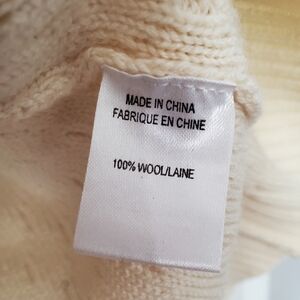 MADE IN CHINA
FABRIQUE EN CHINE
100% WOOL/LAINE